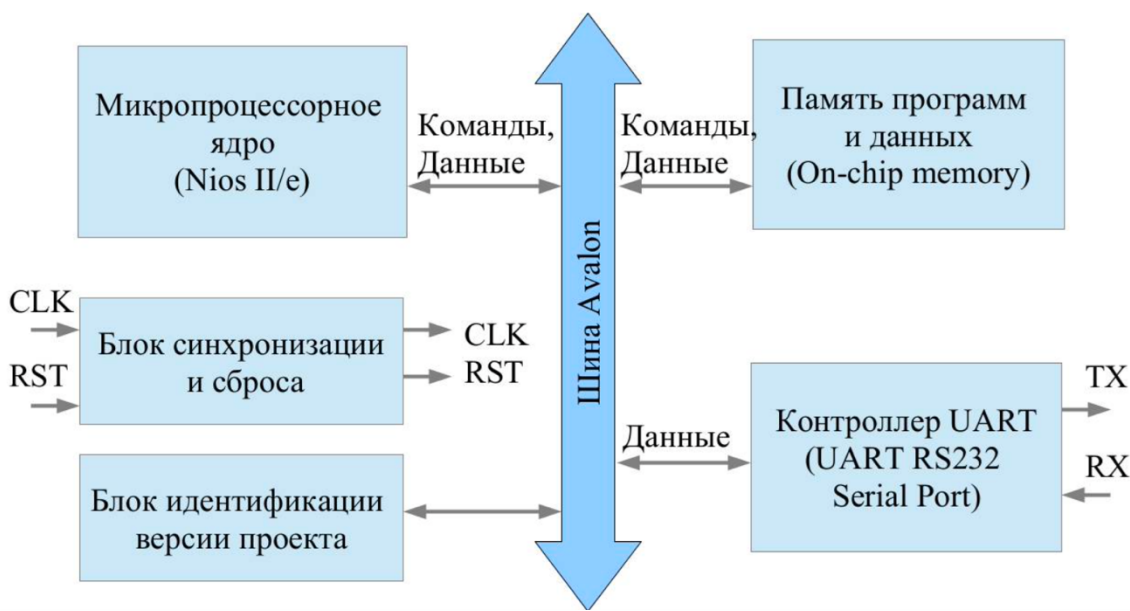 Микропроцессорное
ядро
(Nios II/e)
Команды,
Данные
Команды,
Данные
Память программ
и данных
(On-chip memory)
Шина Avalon
CLK
RST
Блок синхронизации
и сброса
CLK
RST
Блок идентификации
версии проекта
Данные
Контроллер UART
(UART RS232
Serial Port)
TX
RX